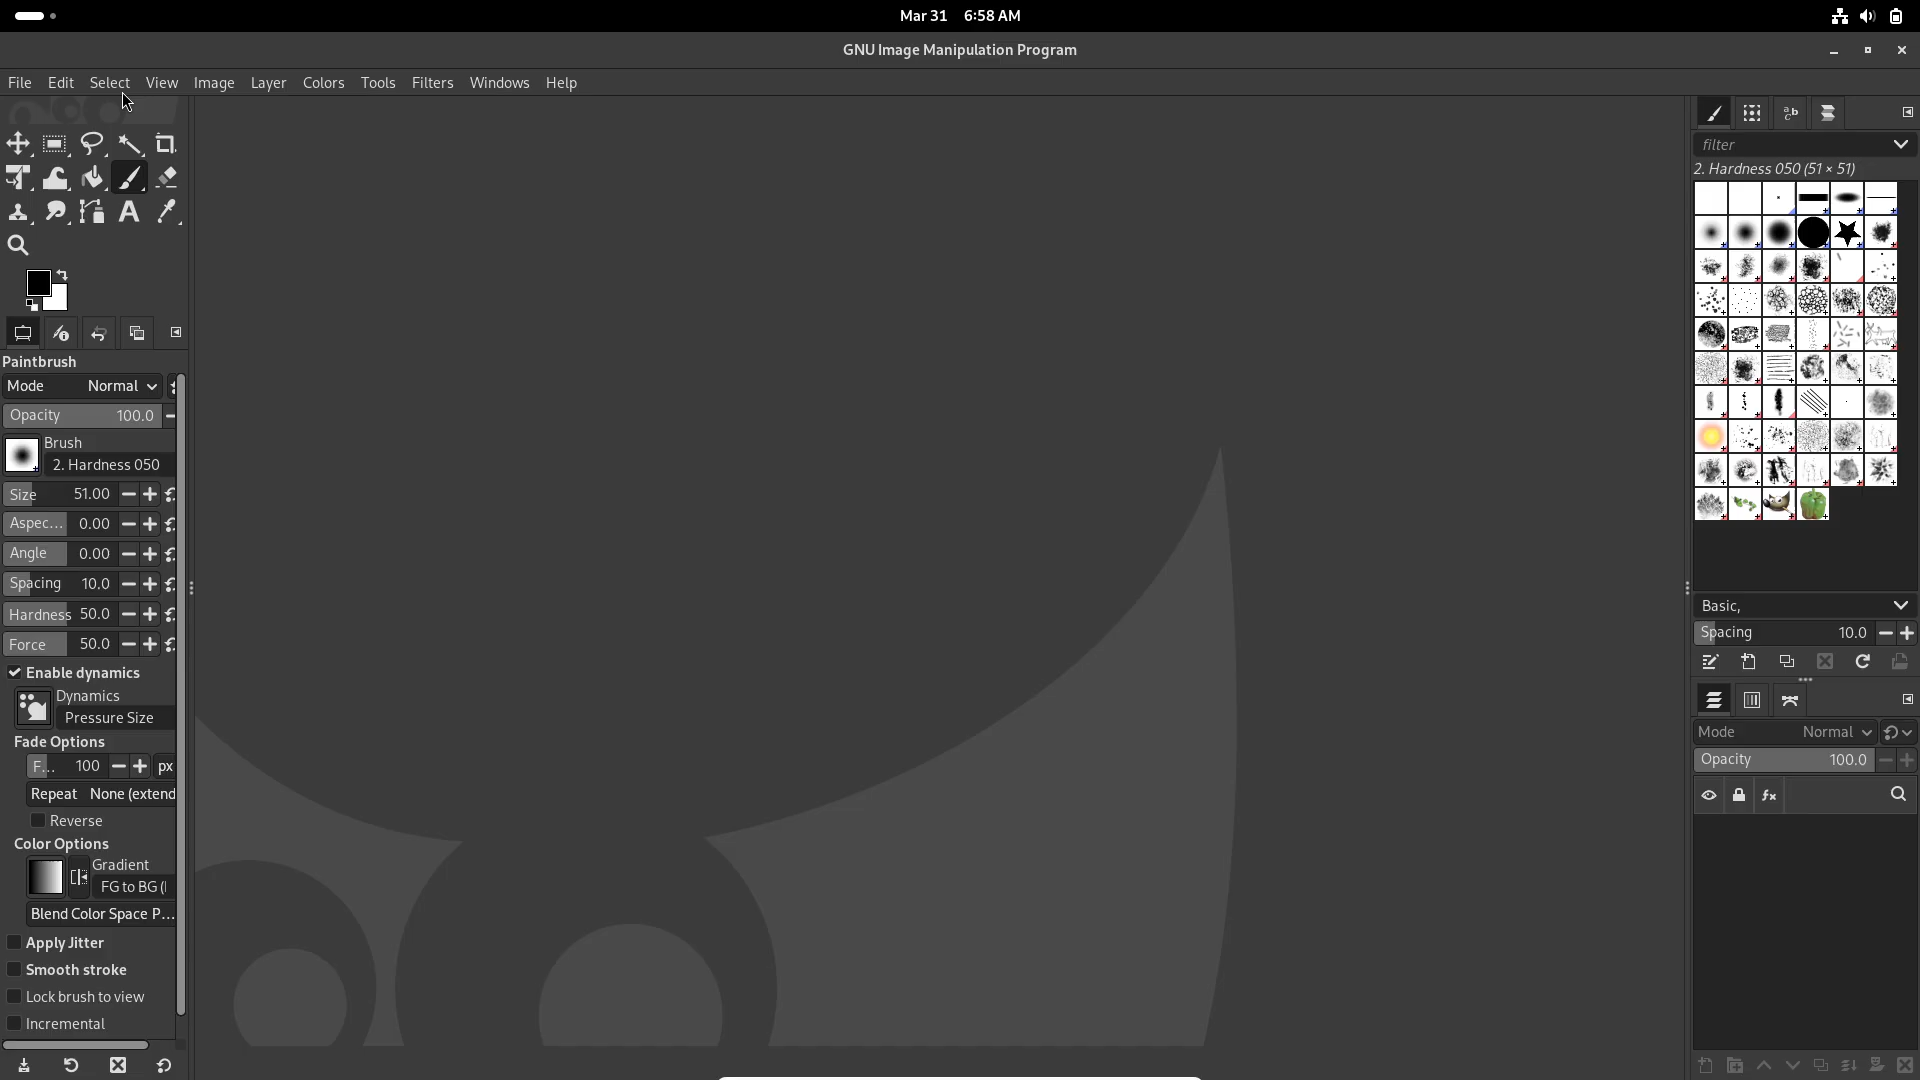 Mar 31 6:58 AM
GNU Image Manipulation Program
File Edit Select View Image Layer Colors Tools Filters Windows Help
filter
2. Hardness 050 (51 × 51)
Paintbrush
Mode Normal
Opacity 100.0
Brush
2. Hardness 050
Size 51.00
Aspec... 0.00
Angle 0.00
Spacing 10.0
Hardness 50.0
Force 50.0
Enable dynamics
Dynamics
Pressure Size
Fade Options
F... 100 px
Repeat None (extend
Reverse
Color Options
Gradient
FG to BG (
Blend Color Space P...
Apply Jitter
Smooth stroke
Lock brush to view
Incremental
Basic,
Spacing 10.0
Mode Normal
Opacity 100.0